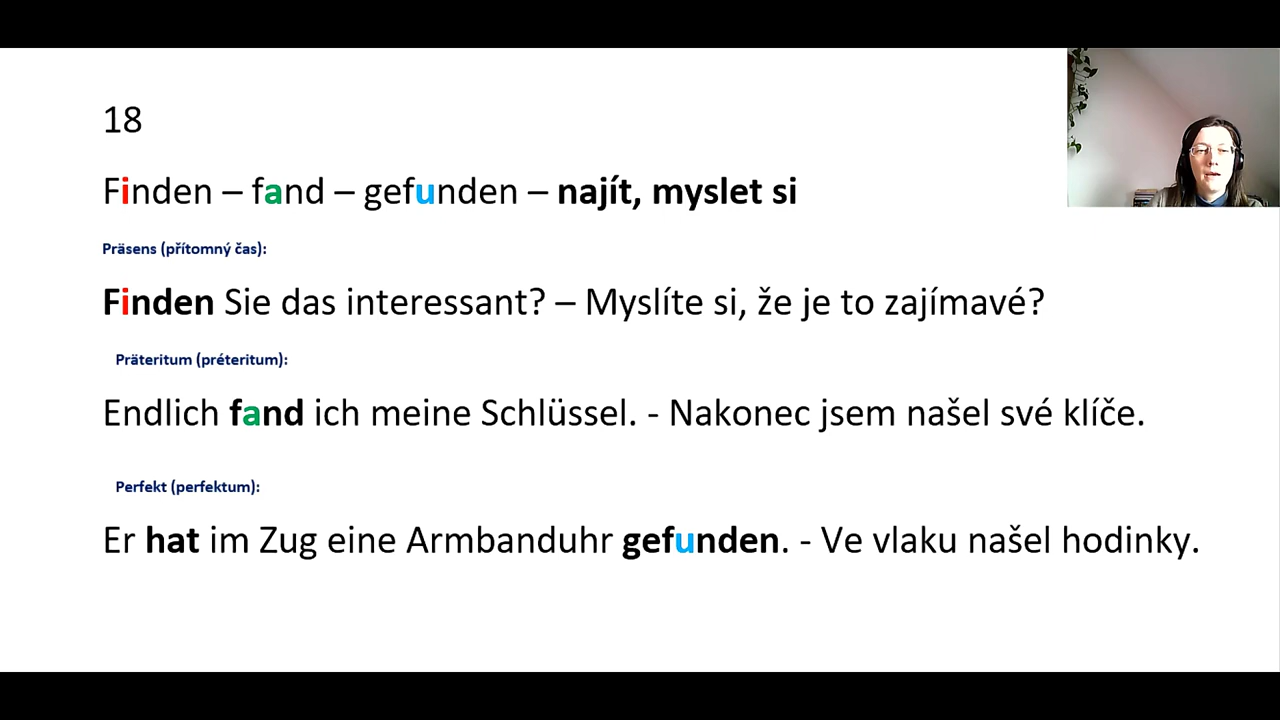 18
Finden – fand – gefunden – najít, myslet si
Präsens (přítomný čas):
Finden Sie das interessant? – Myslíte si, že je to zajímavé?
Präteritum (préteritum):
Endlich fand ich meine Schlüssel. - Nakonec jsem našel své klíče.
Perfekt (perfektum):
Er hat im Zug eine Armbanduhr gefunden. - Ve vlaku našel hodinky.